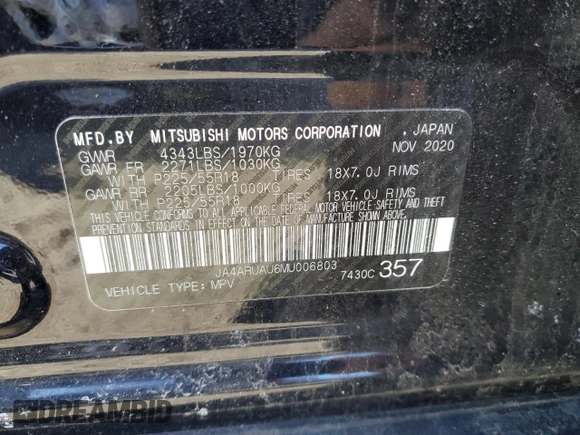 MFD.BY MITSUBISHI MOTORS CORPORATION . JAPAN
GVWR 4343LBS/1970KG NOV 2020
GAWR FR 2271LBS/1030KG
WITH P225/55R18 TIRES 18X7.0J RIMS
GAWR RR 2205LBS/1000KG
WITH P225/55R18 TIRES 18X7.0J RIMS
THIS VEHICLE CONFORMS TO ALL APPLICABLE FEDERAL MOTOR VEHICLE SAFETY AND THEFT
PREVENTION STANDARDS IN EFFECT ON THE DATE OF MANUFACTURE SHOWN ABOVE.
JA4ARUAU6MU006803
7430C 357
VEHICLE TYPE: MPV
DREAMBID